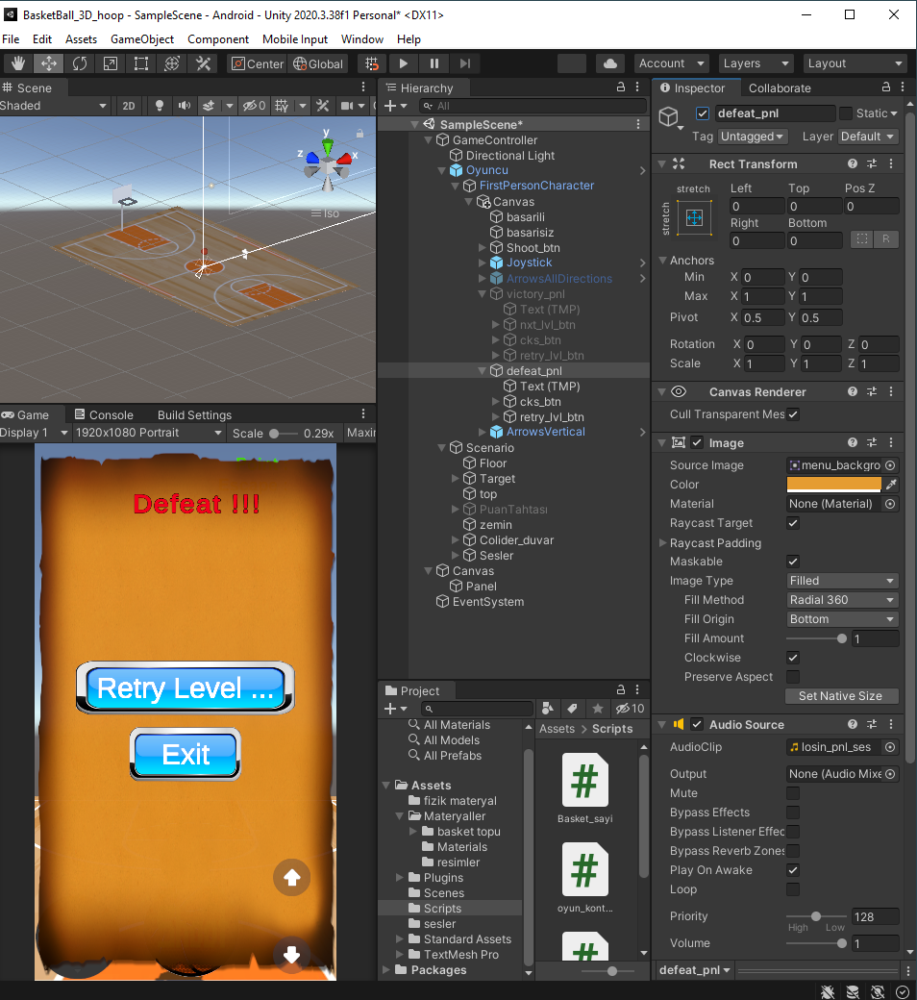 BasketBall_3D_hoop - SampleScene - Android - Unity 2020.3.38f1 Personal* <DX11>
File Edit Assets GameObject Component Mobile Input Window Help
Center Global Account Layers Layout
Scene
Shaded 2D 0
y
z x
Iso
Game Console Build Settings
Display 1 1920x1080 Portrait Scale 0.29x Maxi
Defeat !!!
Retry Level ...
Exit
Hierarchy
All
SampleScene*
GameController
Directional Light
Oyuncu
FirstPersonCharacter
Canvas
basarili
basarisiz
Shoot_btn
Joystick
ArrowsAllDirections
victory_pnl
Text (TMP)
nxt_lvl_btn
cks_btn
retry_lvl_btn
defeat_pnl
Text (TMP)
cks_btn
retry_lvl_btn
ArrowsVertical
Scenario
Floor
Target
top
PuanTahtası
zemin
Colider_duvar
Sesler
Canvas
Panel
EventSystem
Project
10
All Materials
All Models
All Prefabs
Assets
fizik materyal
Materyaller
basket topu
Materials
resimler
Plugins
Scenes
Scripts
sesler
Standard Assets
TextMesh Pro
Packages
Assets > Scripts
#
Basket_sayi
#
oyun_kont...
#
Inspector Collaborate
defeat_pnl Static
Tag Untagged Layer Default
Rect Transform
stretch Left Top Pos Z
stretch 0 0 0
Right Bottom
0 0 R
Anchors
Min X 0 Y 0
Max X 1 Y 1
Pivot X 0.5 Y 0.5
Rotation X 0 Y 0 Z 0
Scale X 1 Y 1 Z 1
Canvas Renderer
Cull Transparent Mes
Image
Source Image menu_backgro
Color
Material None (Material)
Raycast Target
Raycast Padding
Maskable
Image Type Filled
Fill Method Radial 360
Fill Origin Bottom
Fill Amount 1
Clockwise
Preserve Aspect
Set Native Size
Audio Source
AudioClip losin_pnl_ses
Output None (Audio Mixe
Mute
Bypass Effects
Bypass Listener Effec
Bypass Reverb Zones
Play On Awake
Loop
Priority 128
High Low
Volume 1
defeat_pnl